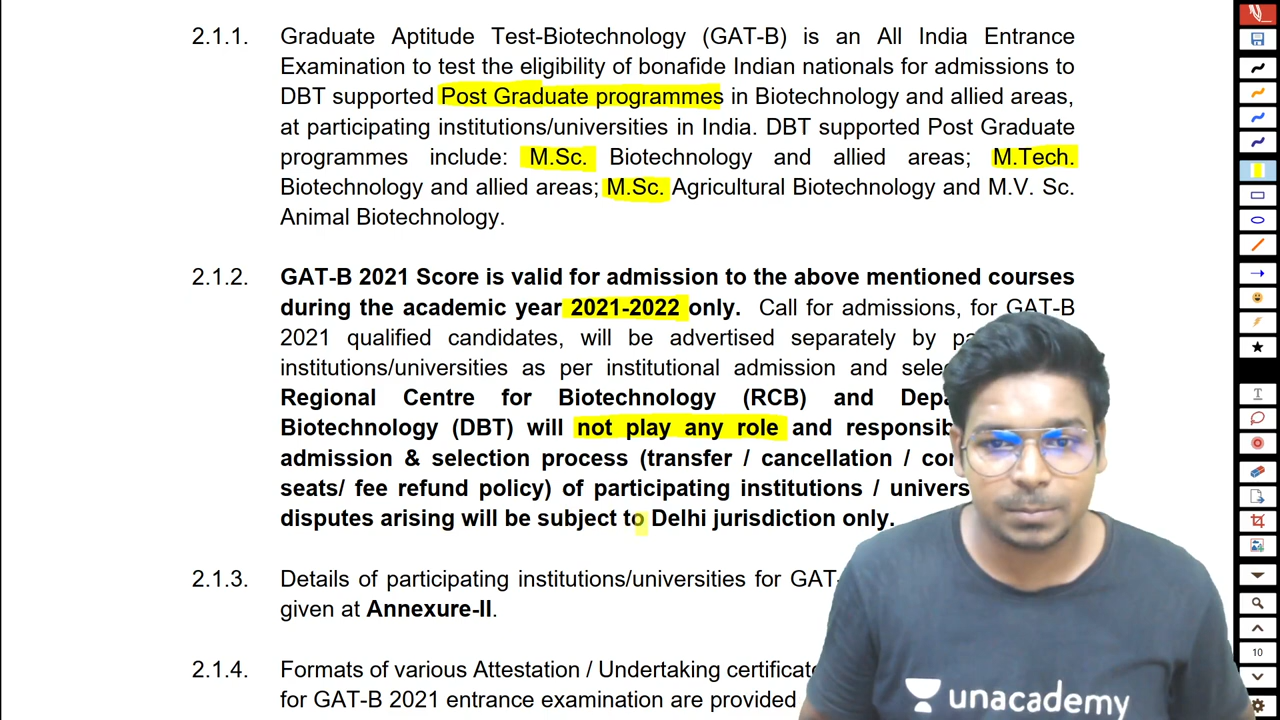 2.1.1. Graduate Aptitude Test-Biotechnology (GAT-B) is an All India Entrance
Examination to test the eligibility of bonafide Indian nationals for admissions to
DBT supported Post Graduate programmes in Biotechnology and allied areas,
at participating institutions/universities in India. DBT supported Post Graduate
programmes include: M.Sc. Biotechnology and allied areas; M.Tech.
Biotechnology and allied areas; M.Sc. Agricultural Biotechnology and M.V. Sc.
Animal Biotechnology.
2.1.2. GAT-B 2021 Score is valid for admission to the above mentioned courses
during the academic year 2021-2022 only. Call for admissions, for GAT-B
2021 qualified candidates, will be advertised separately by
institutions/universities as per institutional admission and
Regional Centre for Biotechnology (RCB) and
Biotechnology (DBT) will not play any role and
admission & selection process (transfer / cancellation /
seats/ fee refund policy) of participating institutions /
disputes arising will be subject to Delhi jurisdiction only.
2.1.3. Details of participating institutions/universities for
given at Annexure-II.
2.1.4. Formats of various Attestation / Undertaking
for GAT-B 2021 entrance examination are provided
unacademy
T
10